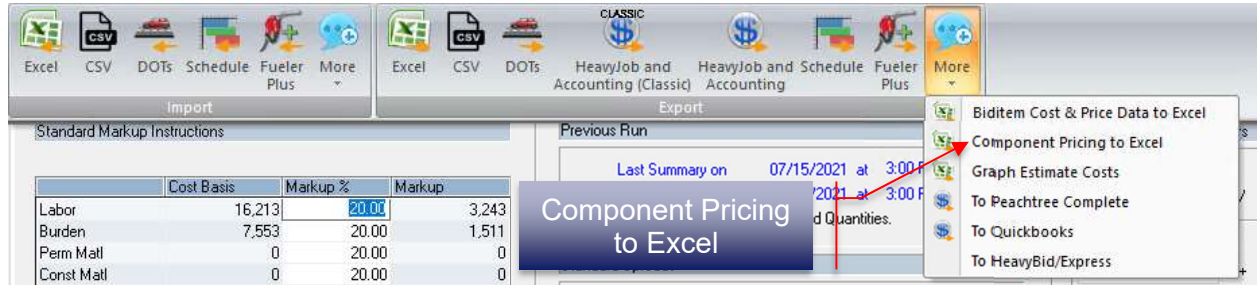 CLASSIC
Excel CSV DOTs Schedule Fueler Plus More
Excel CSV DOTs HeavyJob and Accounting (Classic) HeavyJob and Accounting Schedule Fueler Plus More
Import Export
Standard Markup Instructions
Cost Basis Markup % Markup
Labor 16,213 20.00 3,243
Burden 7,553 20.00 1,511
Perm Matl 0 20.00 0
Const Matl 0 20.00 0
Previous Run
Last Summary on 07/15/2021 at 3:00
2021 at 3:00
d Quantities.
Component Pricing
to Excel
Biditem Cost & Price Data to Excel
Component Pricing to Excel
Graph Estimate Costs
To Peachtree Complete
To Quickbooks
To HeavyBid/Express